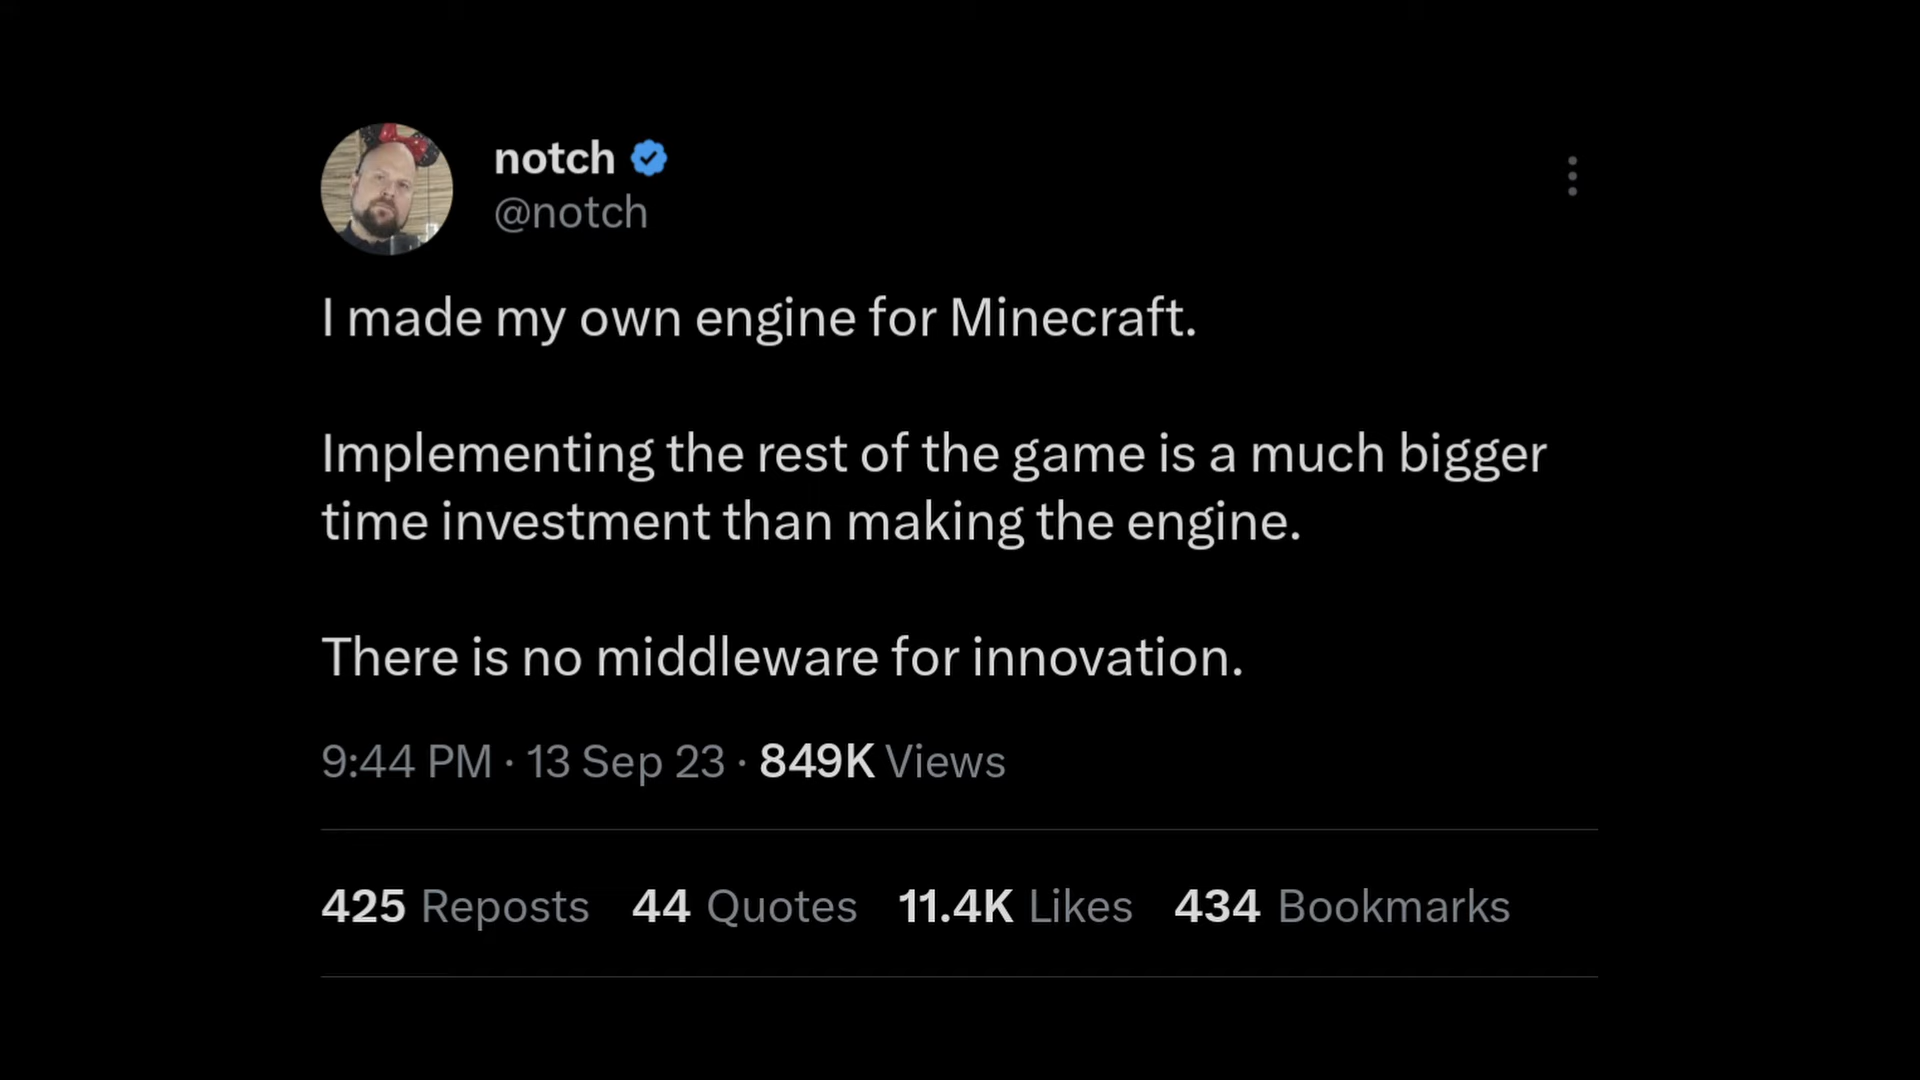 notch
@notch
I made my own engine for Minecraft.
Implementing the rest of the game is a much bigger
time investment than making the engine.
There is no middleware for innovation.
9:44 PM · 13 Sep 23 · 849K Views
425 Reposts 44 Quotes 11.4K Likes 434 Bookmarks